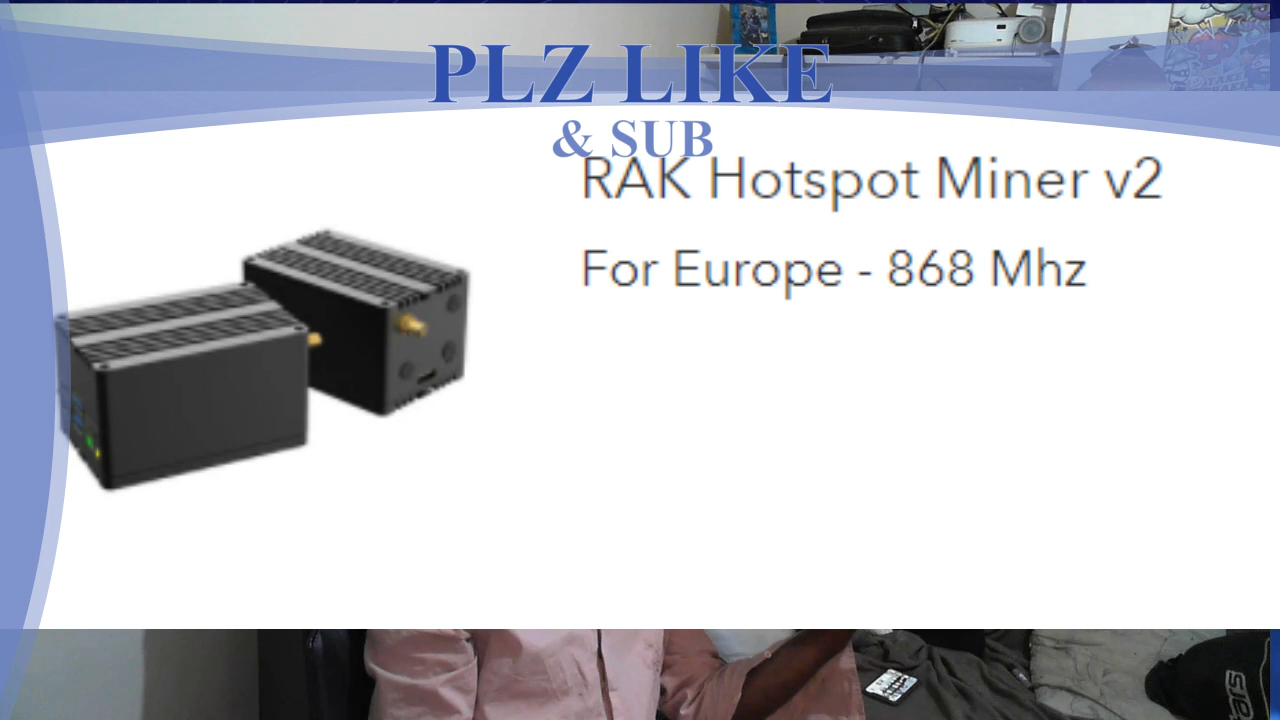 PLZ LIKE
& SUB
RAK Hotspot Miner v2
For Europe - 868 Mhz